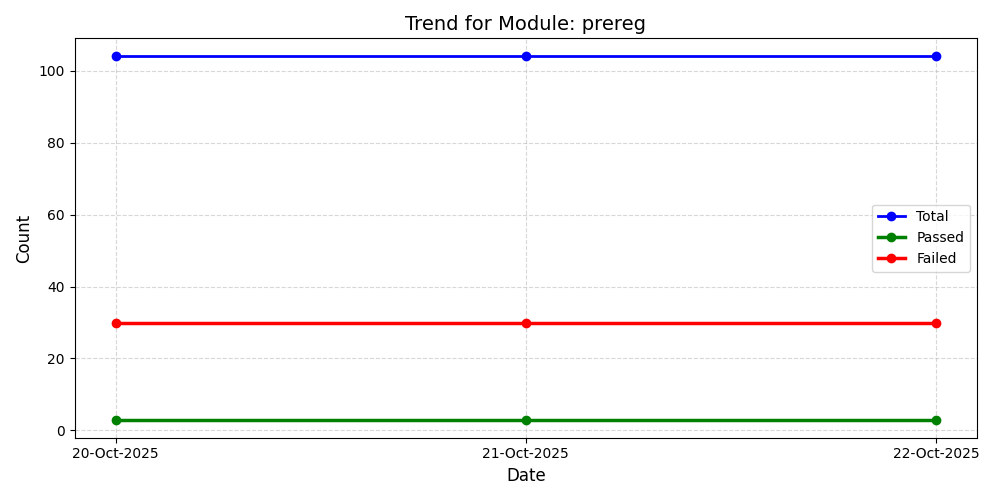 Trend for Module: prereg
Count
100
80
60
40
20
0
Total
Passed
Failed
20-Oct-2025
21-Oct-2025
22-Oct-2025
Date